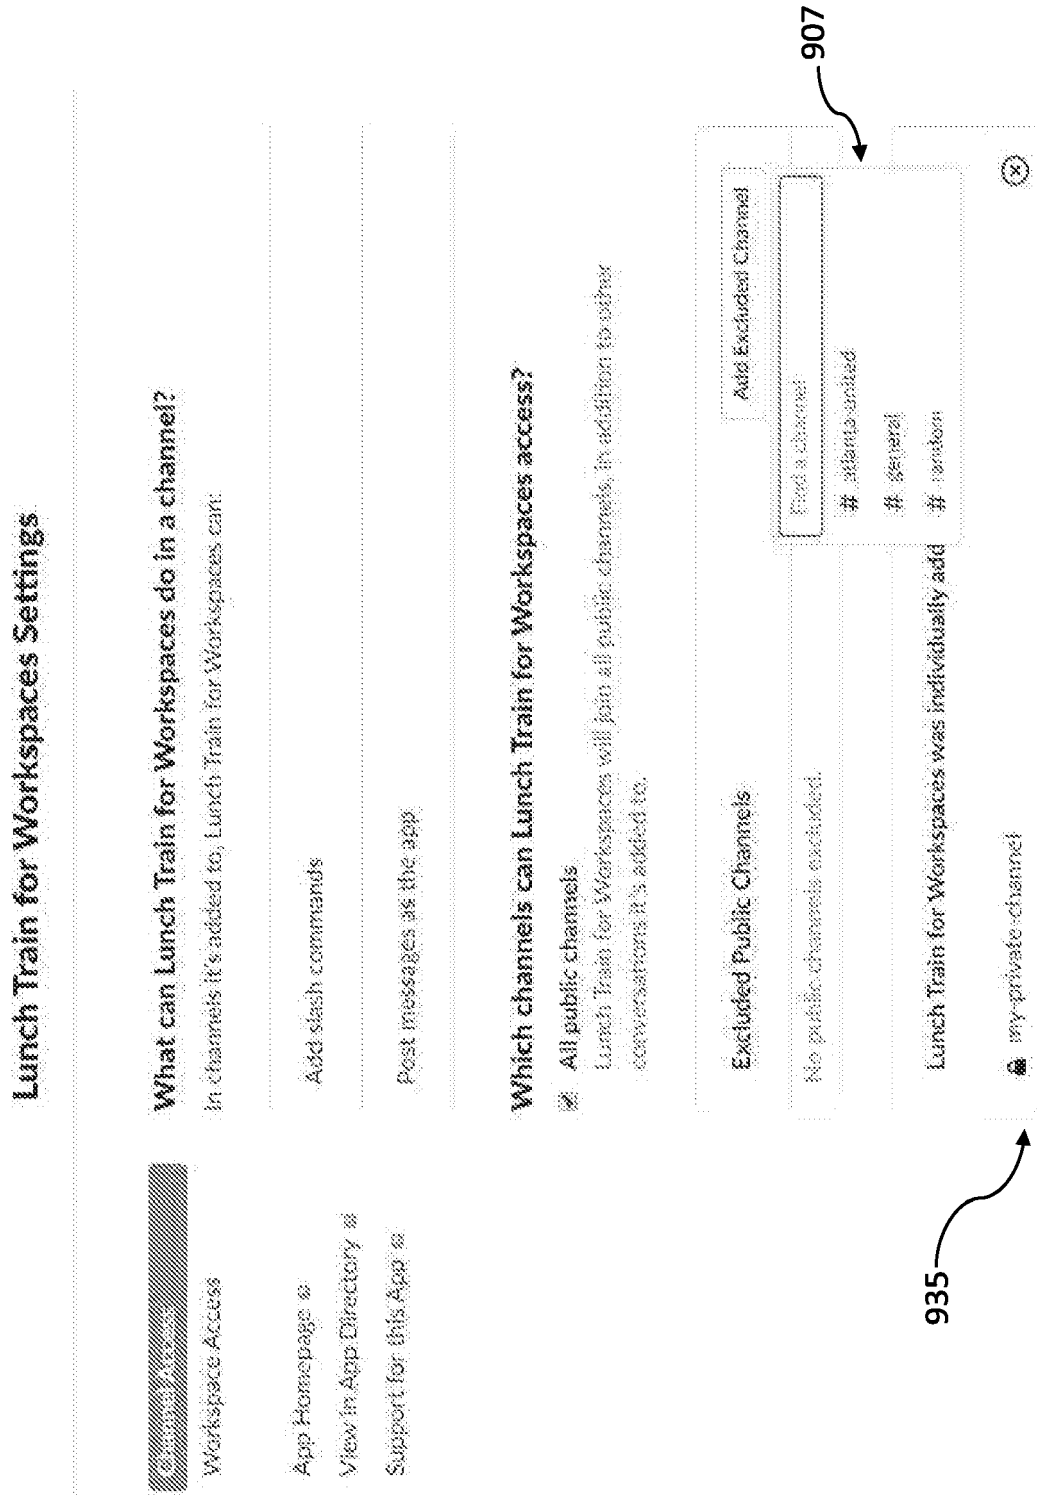 Lunch Train for Workspaces Settings
Channel Access
Workspace Access
App Homepage
View in App Directory
Support for this App
What can Lunch Train for Workspaces do in a channel?
In channels it's added to, Lunch Train for Workspaces can:
Add slash commands
Post messages as the app
Which channels can Lunch Train for Workspaces access?
All public channels
Lunch Train for Workspaces will join all public channels, in addition to other
conversations it's added to.
Excluded Public Channels
Add Excluded Channel
No public channels excluded.
Find a channel
# atlanta-united
# general
# random
907
Lunch Train for Workspaces was individually add
my-private-channel
935